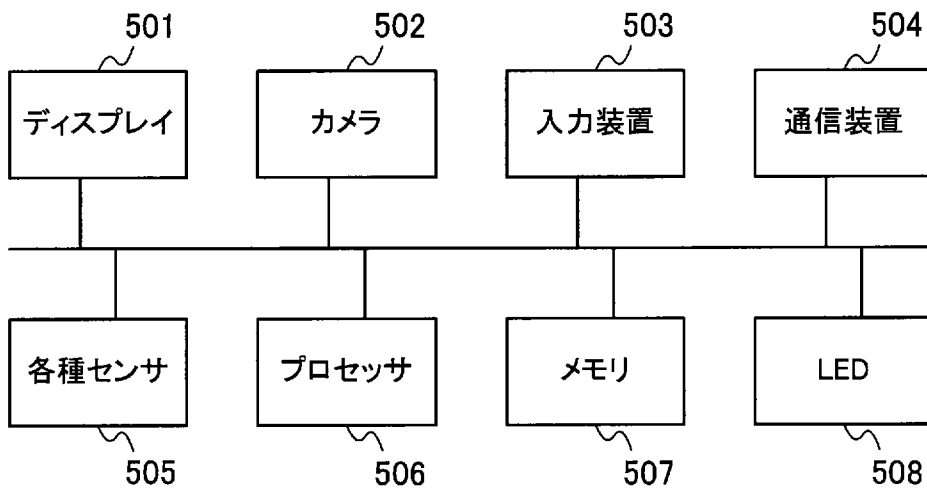 501
502
503
504
ディスプレイ
カメラ
入力装置
通信装置
各種センサ
プロセッサ
メモリ
LED
505
506
507
508